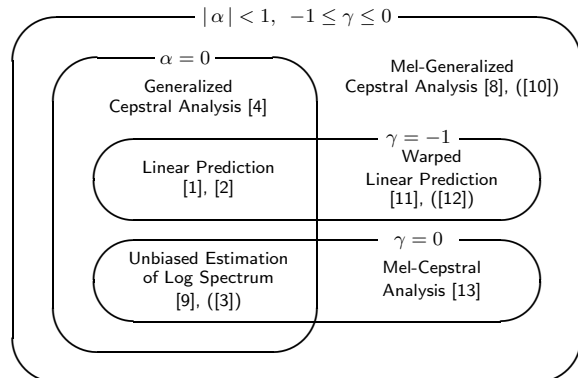 | α | < 1, −1 ≤ γ ≤ 0
α = 0
Generalized
Cepstral Analysis [4]
Mel-Generalized
Cepstral Analysis [8], ([10])
γ = −1
Linear Prediction
[1], [2]
Warped
Linear Prediction
[11], ([12])
γ = 0
Unbiased Estimation
of Log Spectrum
[9], ([3])
Mel-Cepstral
Analysis [13]